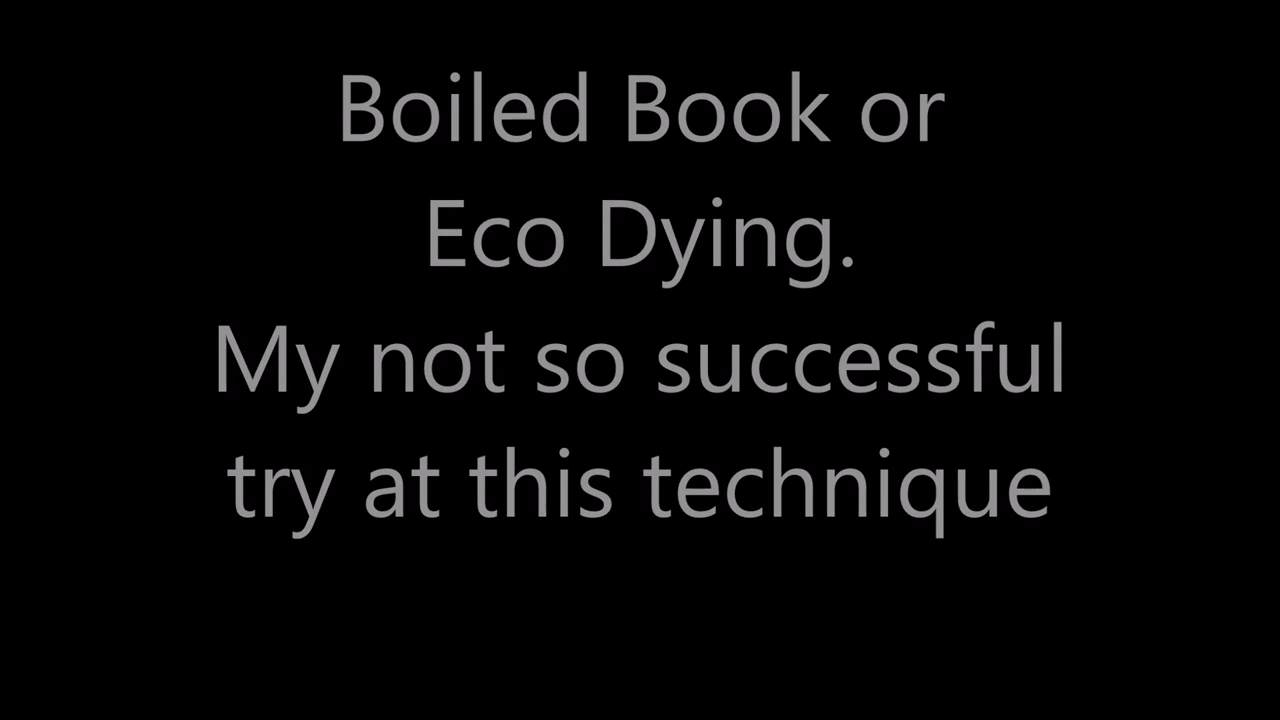 Boiled Book or
Eco Dying.
My not so successful
try at this technique